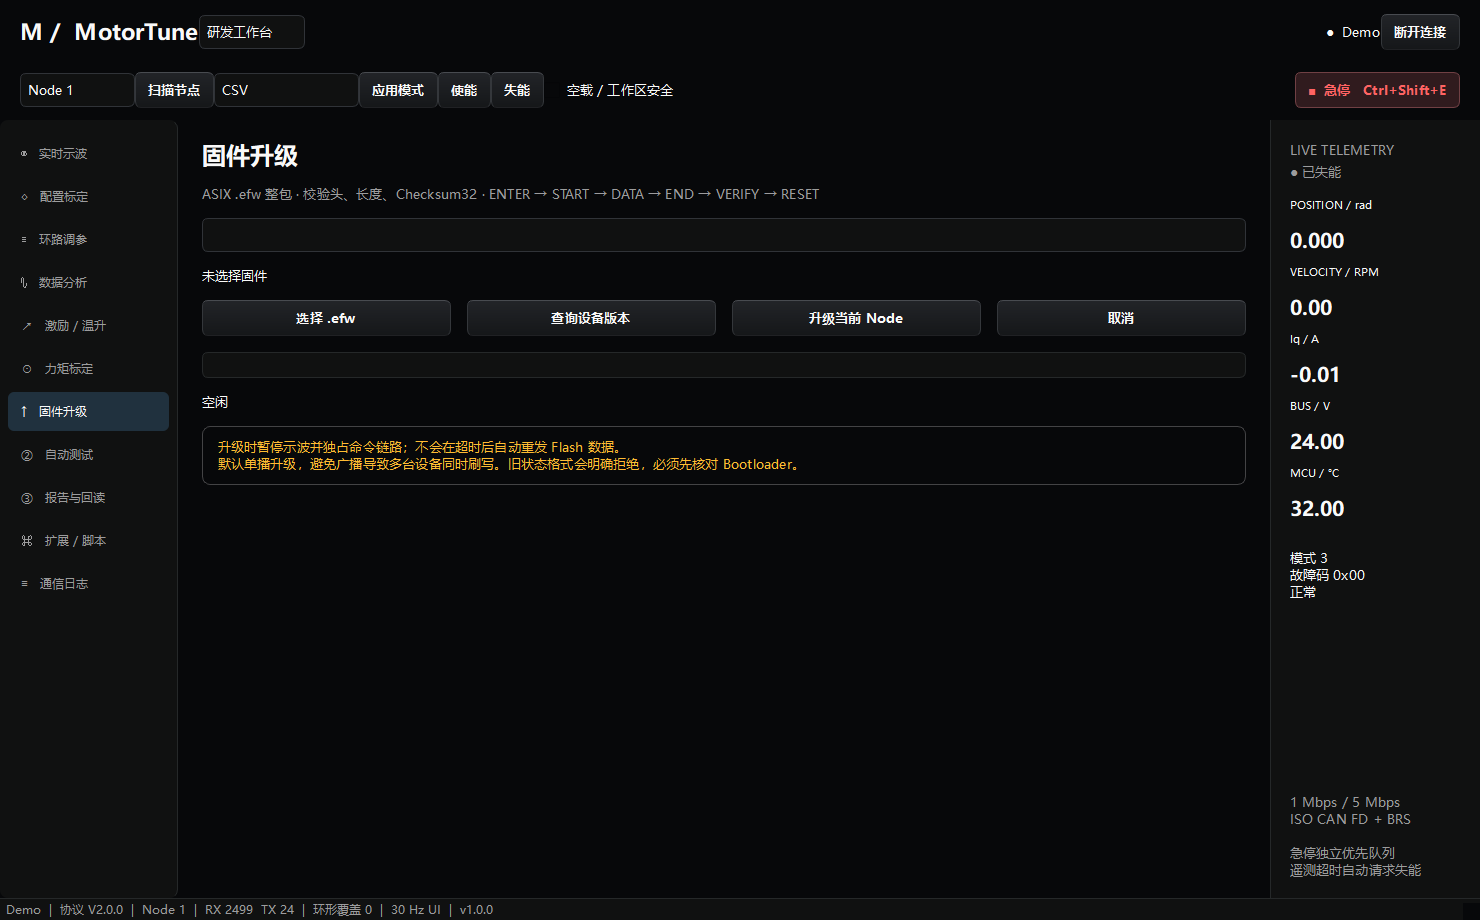 M / MotorTune 研发工作台 ● Demo 断开连接
Node 1 扫描节点 CSV 应用模式 使能 失能 空载 / 工作区安全 ■ 急停 Ctrl+Shift+E
实时示波
◇ 配置标定
≡ 环路调参
数据分析
↗ 激励 / 温升
⊙ 力矩标定
↑ 固件升级
② 自动测试
③ 报告与回读
⌘ 扩展 / 脚本
≡ 通信日志
固件升级
ASIX .efw 整包 · 校验头、长度、Checksum32 · ENTER → START → DATA → END → VERIFY → RESET
未选择固件
选择 .efw 查询设备版本 升级当前 Node 取消
空闲
升级时暂停示波并独占命令链路；不会在超时后自动重发 Flash 数据。
默认单播升级，避免广播导致多台设备同时刷写。旧状态格式会明确拒绝，必须先核对 Bootloader。
LIVE TELEMETRY
● 已失能
POSITION / rad
0.000
VELOCITY / RPM
0.00
Iq / A
-0.01
BUS / V
24.00
MCU / °C
32.00
模式 3
故障码 0x00
正常
1 Mbps / 5 Mbps
ISO CAN FD + BRS
急停独立优先队列
遥测超时自动请求失能
Demo | 协议 V2.0.0 | Node 1 | RX 2499 TX 24 | 环形覆盖 0 | 30 Hz UI | v1.0.0